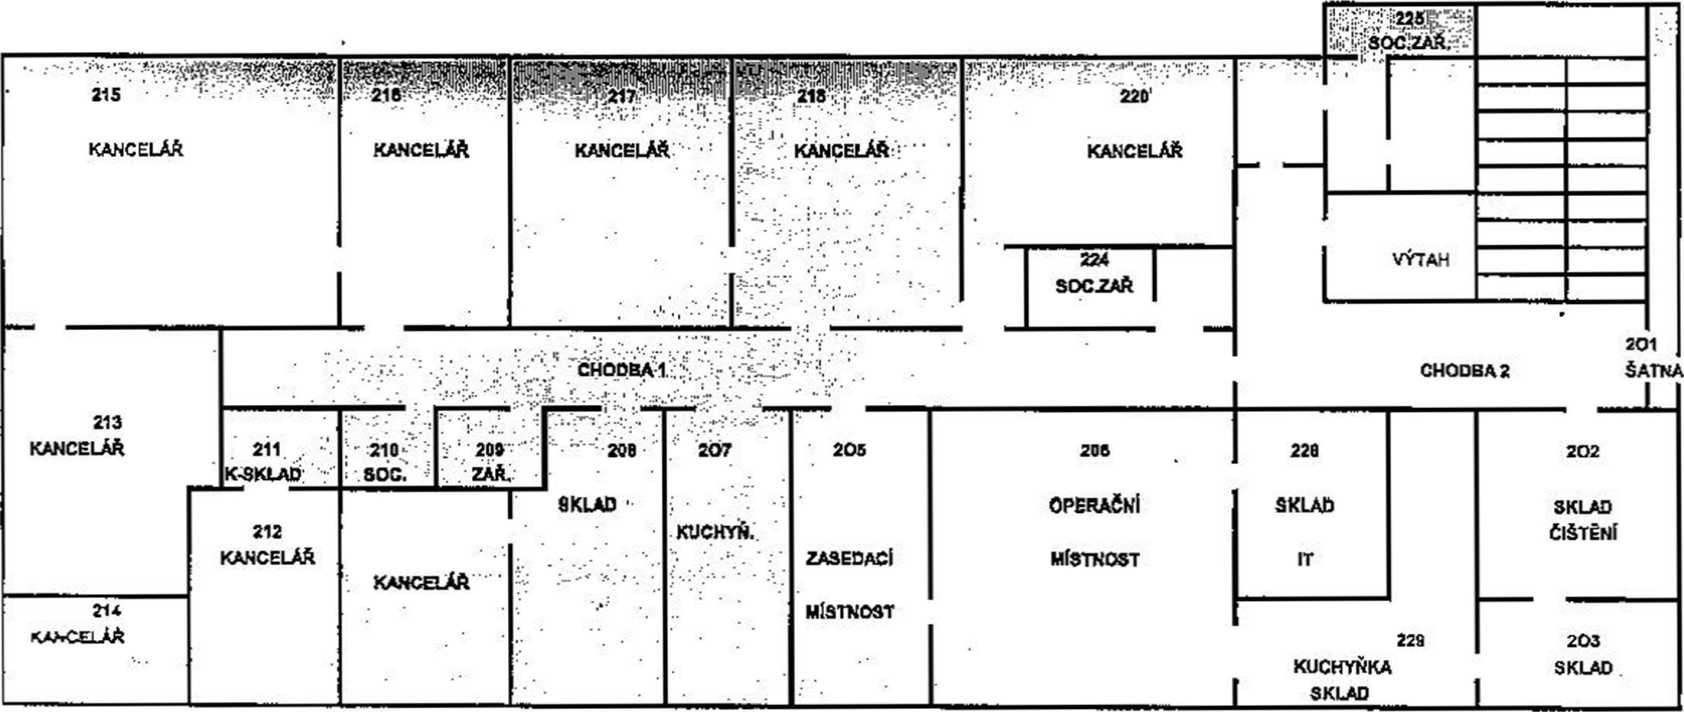 225
SOC.ZAŘ.
215
KANCELÁŘ
216
KANCELÁŘ
217
KANCELÁŘ
218
KANCELÁŘ
220
KANCELÁŘ
224
SOC.ZAŘ
VÝTAH
CHODBA 1
CHODBA 2
201
ŠATNA
213
KANCELÁŘ
211
K-SKLAD
210
SOC.
209
ZAŘ.
208
SKLAD
207
KUCHYŇ.
205
ZASEDACÍ
MÍSTNOST
206
OPERAČNÍ
MÍSTNOST
228
SKLAD
IT
202
SKLAD
ČIŠTĚNÍ
212
KANCELÁŘ
KANCELÁŘ
214
KANCELÁŘ
229
KUCHYŇKA
SKLAD
203
SKLAD